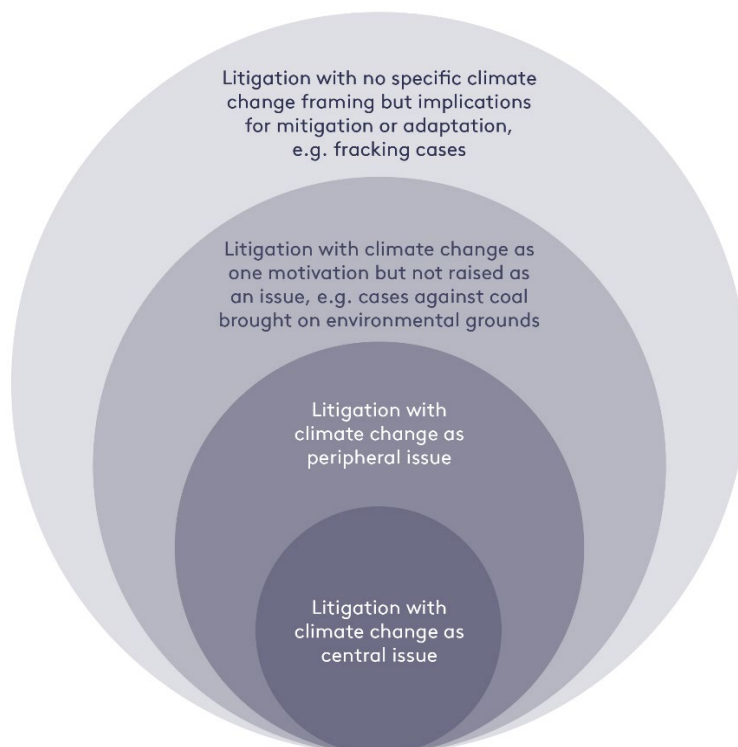 Litigation with no specific climate
change framing but implications
for mitigation or adaptation,
e.g. fracking cases
Litigation with climate change as
one motivation but not raised as
an issue, e.g. cases against coal
brought on environmental grounds
Litigation with
climate change as
peripheral issue
Litigation with
climate change as
central issue